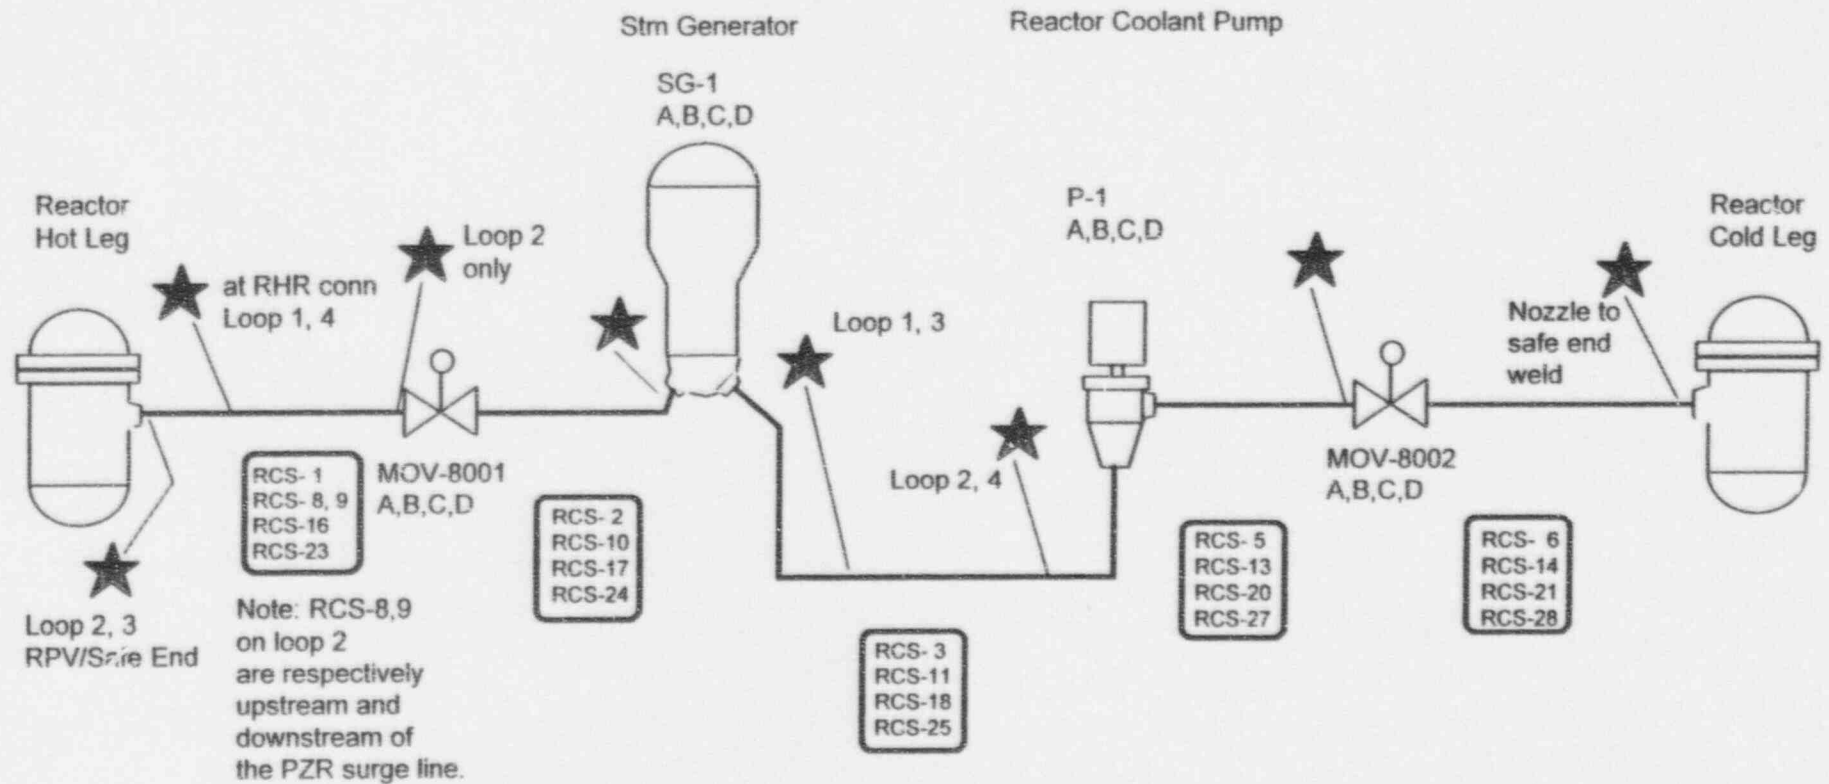 Stm Generator
Reactor Coolant Pump
SG-1
A,B,C,D
Reactor
Hot Leg
at RHR conn
Loop 1, 4
Loop 2
only
Loop 1, 3
P-1
A,B,C,D
Reactor
Cold Leg
Nozzle to
safe end
weld
Loop 2, 4
MOV-8001
A,B,C,D
MOV-8002
A,B,C,D
RCS- 1
RCS- 8, 9
RCS-16
RCS-23
RCS- 2
RCS-10
RCS-17
RCS-24
RCS- 3
RCS-11
RCS-18
RCS-25
RCS- 5
RCS-13
RCS-20
RCS-27
RCS- 6
RCS-14
RCS-21
RCS-28
Loop 2, 3
RPV/Safe End
Note: RCS-8,9
on loop 2
are respectively
upstream and
downstream of
the PZR surge line.